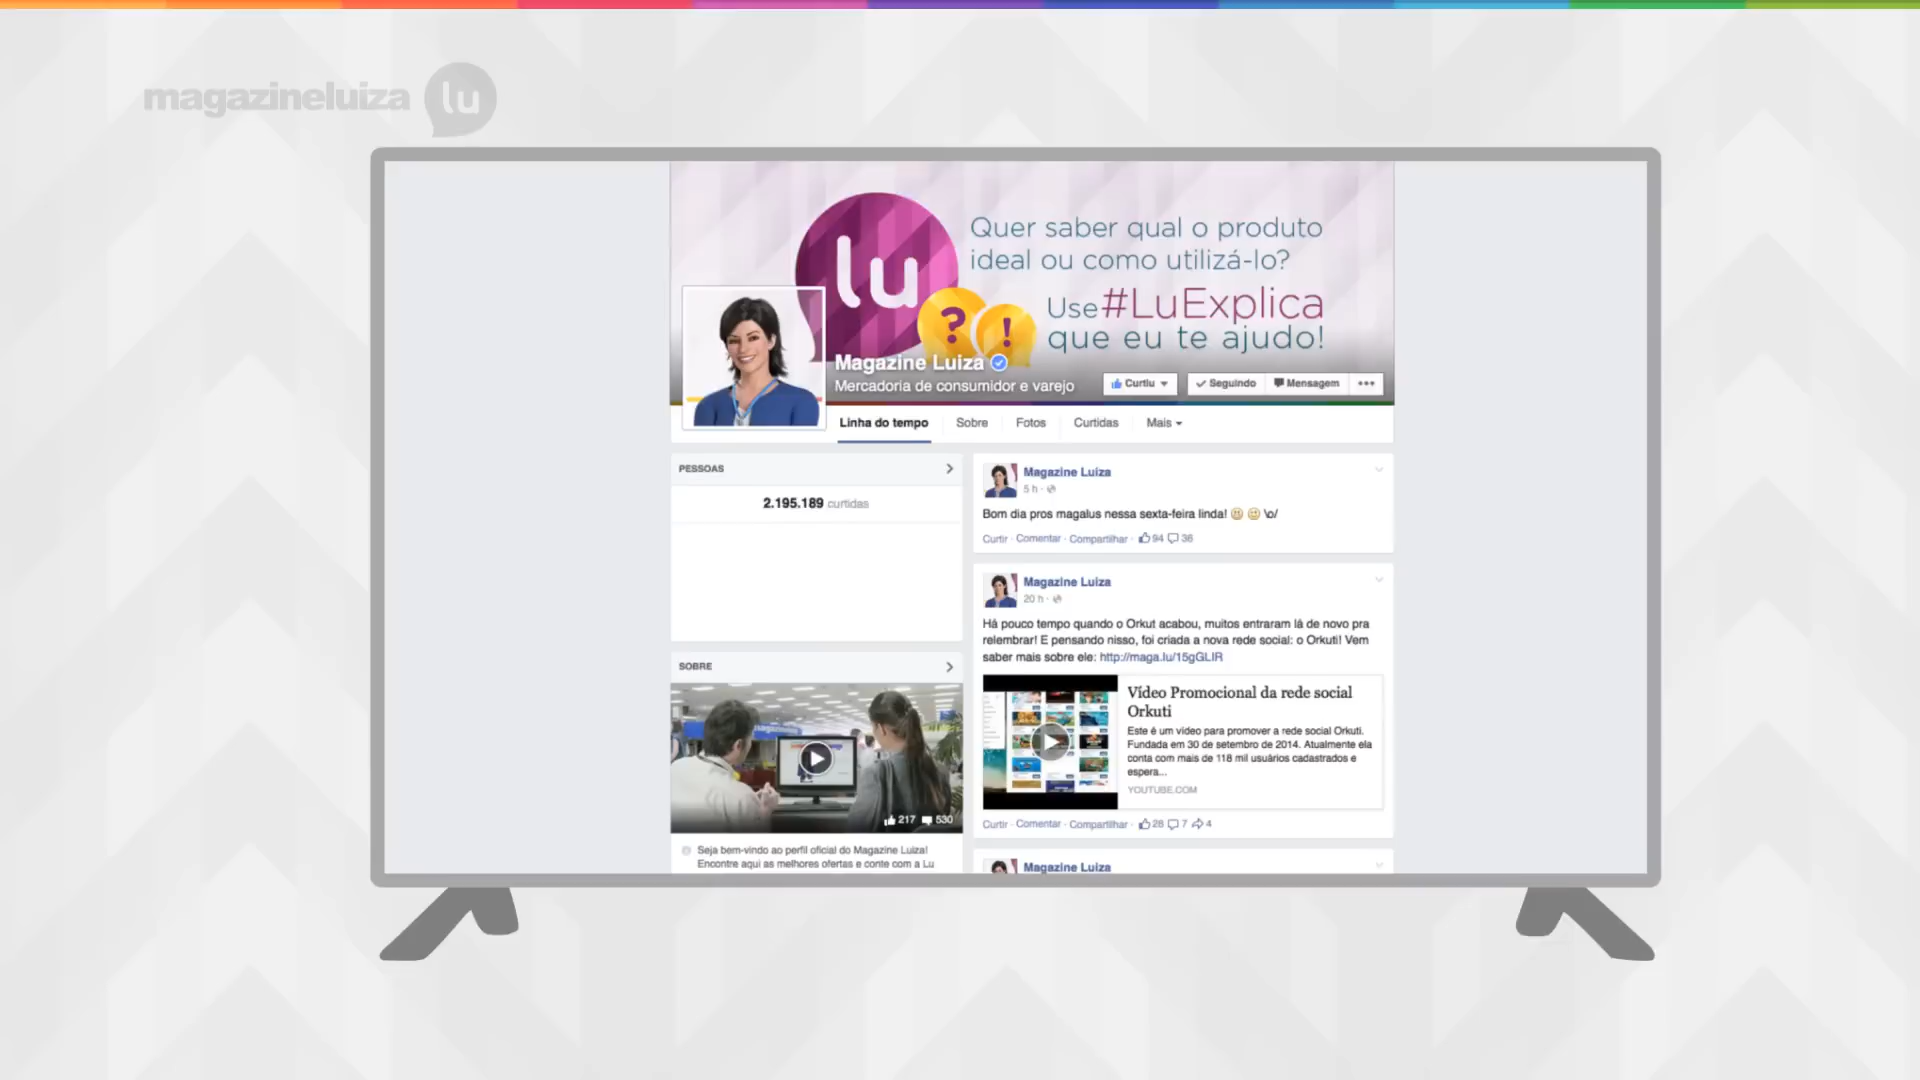 magazineluiza lu
lu
Quer saber qual o produto
ideal ou como utilizá-lo?
? !
Use #LuExplica
que eu te ajudo!
Magazine Luiza
Mercadoria de consumidor e varejo
Curtiu
Seguindo
Mensagem
Linha do tempo
Sobre
Fotos
Curtidas
Mais
PESSOAS
2.195.189 curtidas
SOBRE
217 530
Seja bem-vindo ao perfil oficial do Magazine Luiza!
Encontre aqui as melhores ofertas e conte com a Lu
Magazine Luiza
5 h ·
Bom dia pros magalus nessa sexta-feira linda! \o/
Curtir · Comentar · Compartilhar · 94 36
Magazine Luiza
20 h ·
Há pouco tempo quando o Orkut acabou, muitos entraram lá de novo pra
relembrar! E pensando nisso, foi criada a nova rede social: o Orkuti! Vem
saber mais sobre ele: http://maga.lu/15gGLIR
Vídeo Promocional da rede social
Orkuti
Este é um vídeo para promover a rede social Orkuti.
Fundada em 30 de setembro de 2014. Atualmente ela
conta com mais de 118 mil usuários cadastrados e
espera...
YOUTUBE.COM
Curtir · Comentar · Compartilhar · 28 7 4
Magazine Luiza